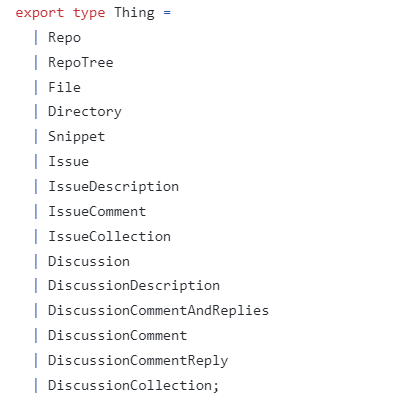 export type Thing =
| Repo
| RepoTree
| File
| Directory
| Snippet
| Issue
| IssueDescription
| IssueComment
| IssueCollection
| Discussion
| DiscussionDescription
| DiscussionCommentAndReplies
| DiscussionComment
| DiscussionCommentReply
| DiscussionCollection;